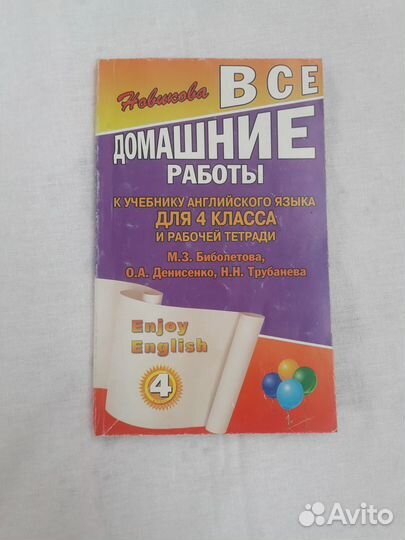 Новикова ВСЕ
ДОМАШНИЕ
РАБОТЫ
К УЧЕБНИКУ АНГЛИЙСКОГО ЯЗЫКА
ДЛЯ 4 КЛАССА
И РАБОЧЕЙ ТЕТРАДИ
М.З. Биболетова,
О.А. Денисенко, Н.Н. Трубанева
Enjoy
English
4
Avito